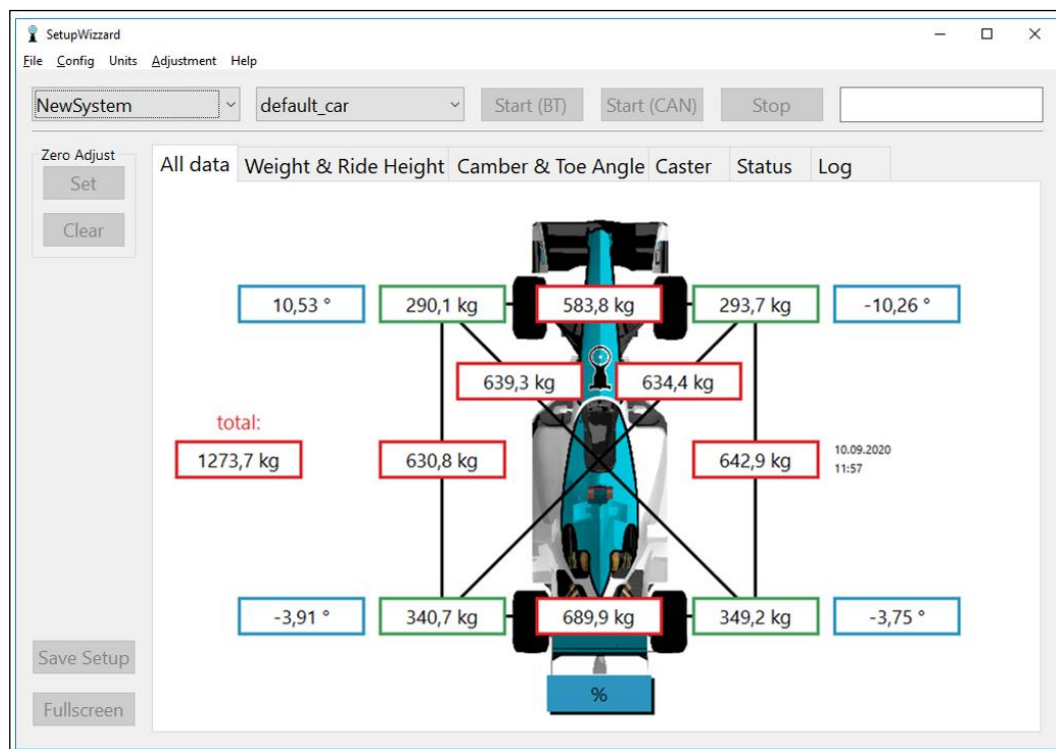 SetupWizzard
File Config Units Adjustment Help
NewSystem default_car Start (BT) Start (CAN) Stop
Zero Adjust
Set
Clear
All data Weight & Ride Height Camber & Toe Angle Caster Status Log
10,53 ° 290,1 kg 583,8 kg 293,7 kg -10,26 °
639,3 kg 634,4 kg
total:
1273,7 kg 630,8 kg 642,9 kg 10.09.2020
11:57
-3,91 ° 340,7 kg 689,9 kg 349,2 kg -3,75 °
Save Setup
%
Fullscreen